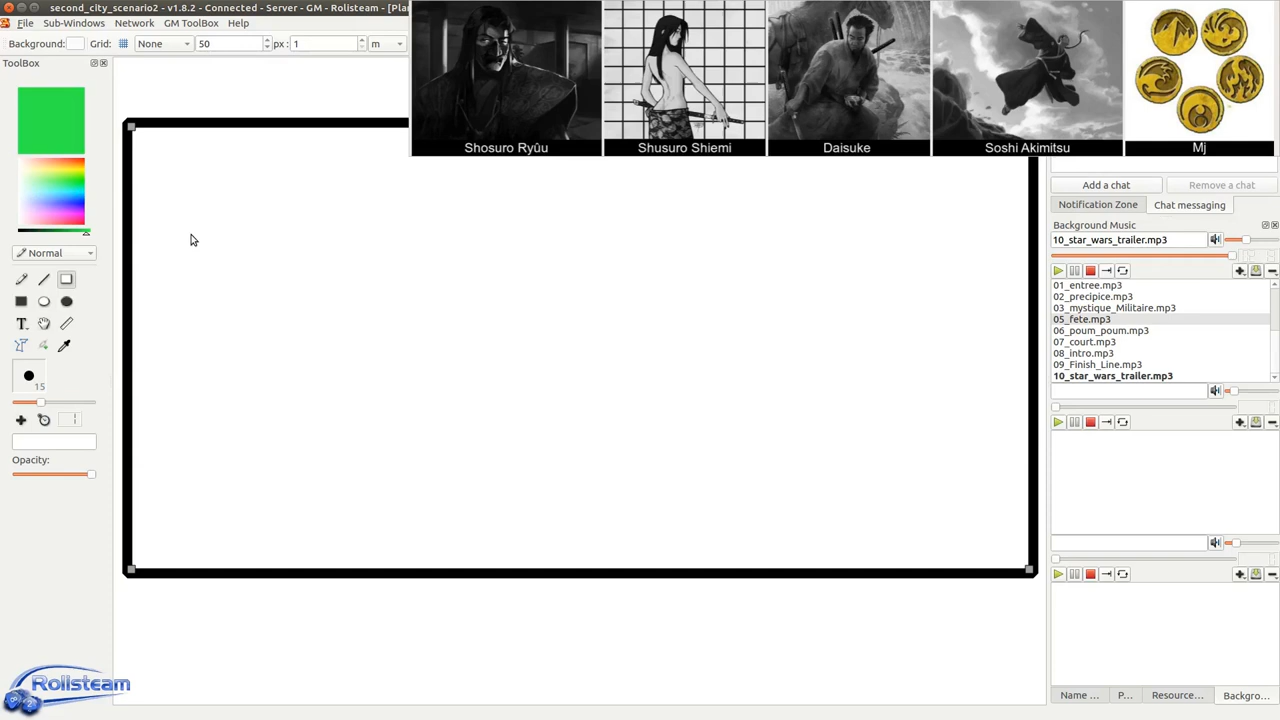 second_city_scenario2 - v1.8.2 - Connected - Server - GM - Rollisteam - [Plan
File Sub-Windows Network GM ToolBox Help
Background: Grid: None 50 px : 1 m
ToolBox
Shosuro Ryûu
Shusuro Shiemi
Daisuke
Soshi Akimitsu
Mj
Normal
15
Opacity:
Rolisteam
Add a chat Remove a chat
Notification Zone Chat messaging
Background Music
10_star_wars_trailer.mp3
01_entree.mp3
02_precipice.mp3
03_mystique_Militaire.mp3
05_fete.mp3
06_poum_poum.mp3
07_court.mp3
08_intro.mp3
09_Finish_Line.mp3
10_star_wars_trailer.mp3
Name ... P... Resource... Backgro...